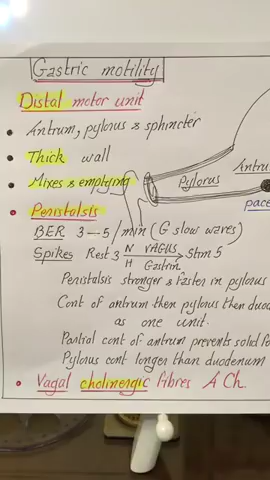 Gastric motility
Distal motor unit
• Antrum, pylorus & sphincter
• Thick wall
• Mixes & emptying
Pylorus
Antru
pace
• Peristalsis
BER 3-5/min (G slow waves)
Spikes Rest 3 N VAGUS → Stm 5
H Gastrin
Peristalsis stronger & faster in pylorus
Cont of antrum then pylorus then duod
as one unit.
Partial cont of antrum prevents solid
Pylorus cont longer than duodenum
• Vagal cholinergic fibres A Ch